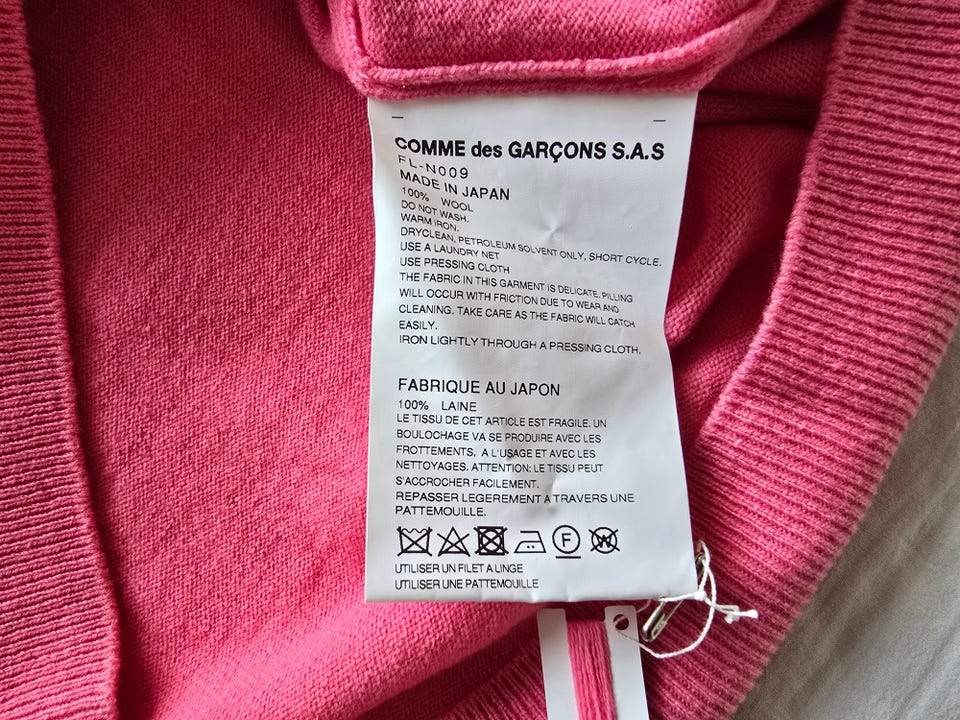 COMME des GARÇONS S.A.S
FL-N009
MADE IN JAPAN
100% WOOL
DO NOT WASH.
WARM IRON.
DRYCLEAN, PETROLEUM SOLVENT ONLY, SHORT CYCLE.
USE A LAUNDRY NET
USE PRESSING CLOTH
THE FABRIC IN THIS GARMENT IS DELICATE. PILLING
WILL OCCUR WITH FRICTION DUE TO WEAR AND
CLEANING. TAKE CARE AS THE FABRIC WILL CATCH
EASILY.
IRON LIGHTLY THROUGH A PRESSING CLOTH.
FABRIQUE AU JAPON
100% LAINE
LE TISSU DE CET ARTICLE EST FRAGILE. UN
BOULOCHAGE VA SE PRODUIRE AVEC LES
FROTTEMENTS, A L'USAGE ET AVEC LES
NETTOYAGES. ATTENTION: LE TISSU PEUT
S'ACCROCHER FACILEMENT.
REPASSER LEGEREMENT A TRAVERS UNE
PATTEMOUILLE.
F W
UTILISER UN FILET A LINGE
UTILISER UNE PATTEMOUILLE